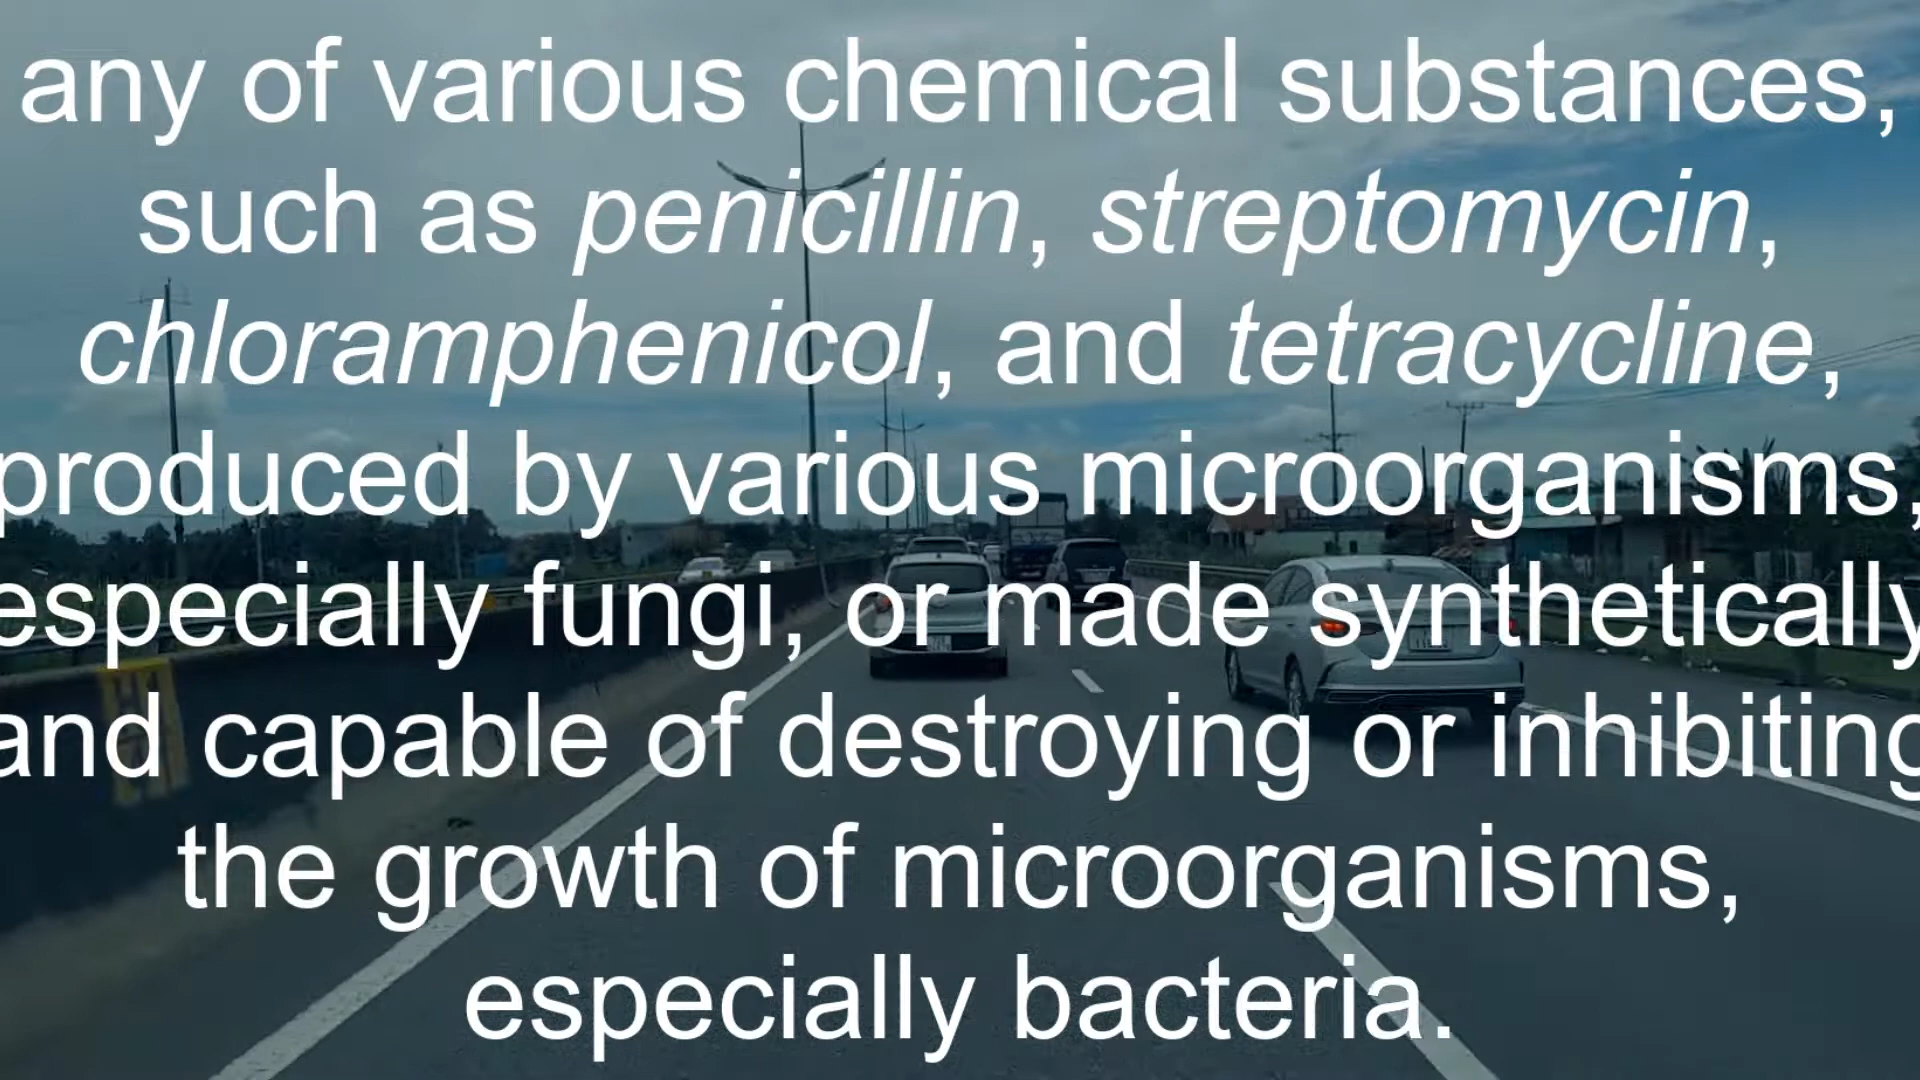 any of various chemical substances,
such as penicillin, streptomycin,
chloramphenicol, and tetracycline,
produced by various microorganisms,
especially fungi, or made synthetically
and capable of destroying or inhibiting
the growth of microorganisms,
especially bacteria.